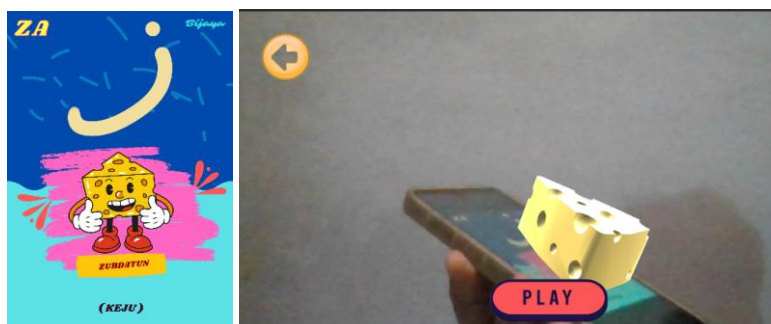 ZA
Bijaya
ز
ZUBDATUN
(KEJU)
PLAY